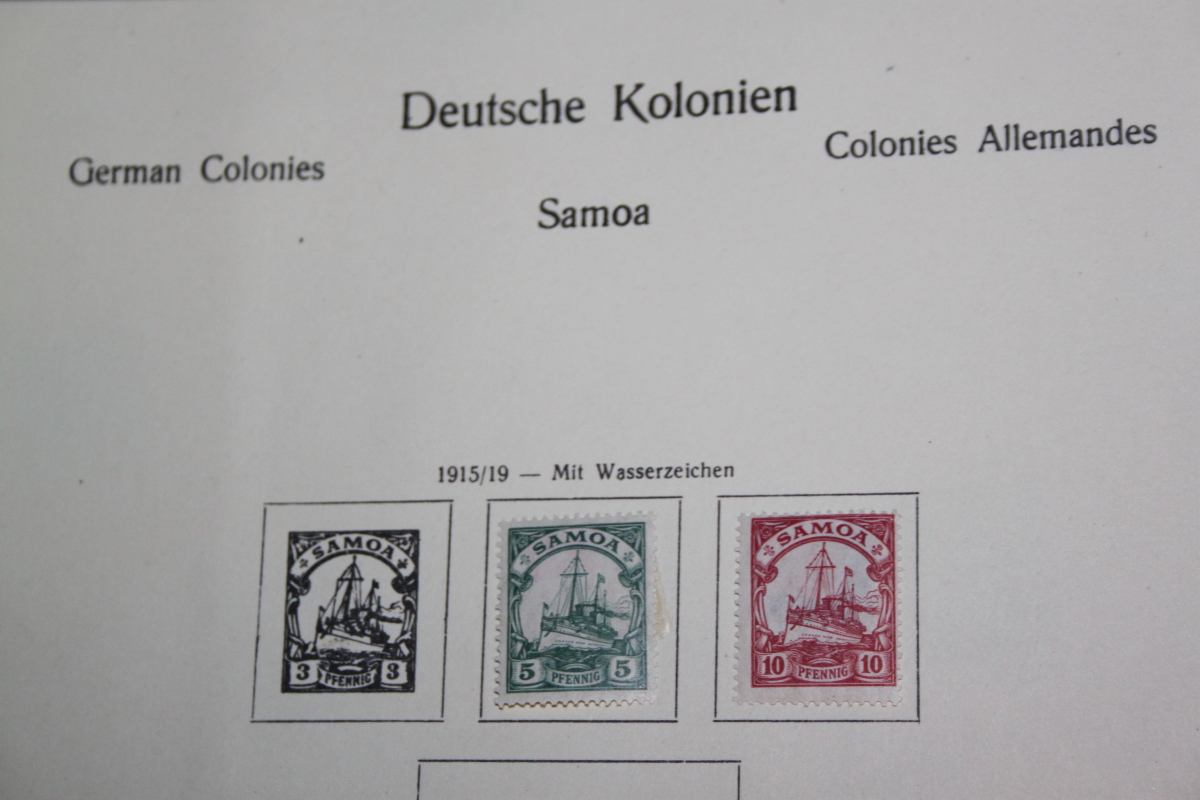 Deutsche Kolonien
German Colonies
Colonies Allemandes
Samoa
1915/19 — Mit Wasserzeichen
SAMOA
3 PFENNIG 3
SAMOA
5 PFENNIG 5
SAMOA
10 PFENNIG 10